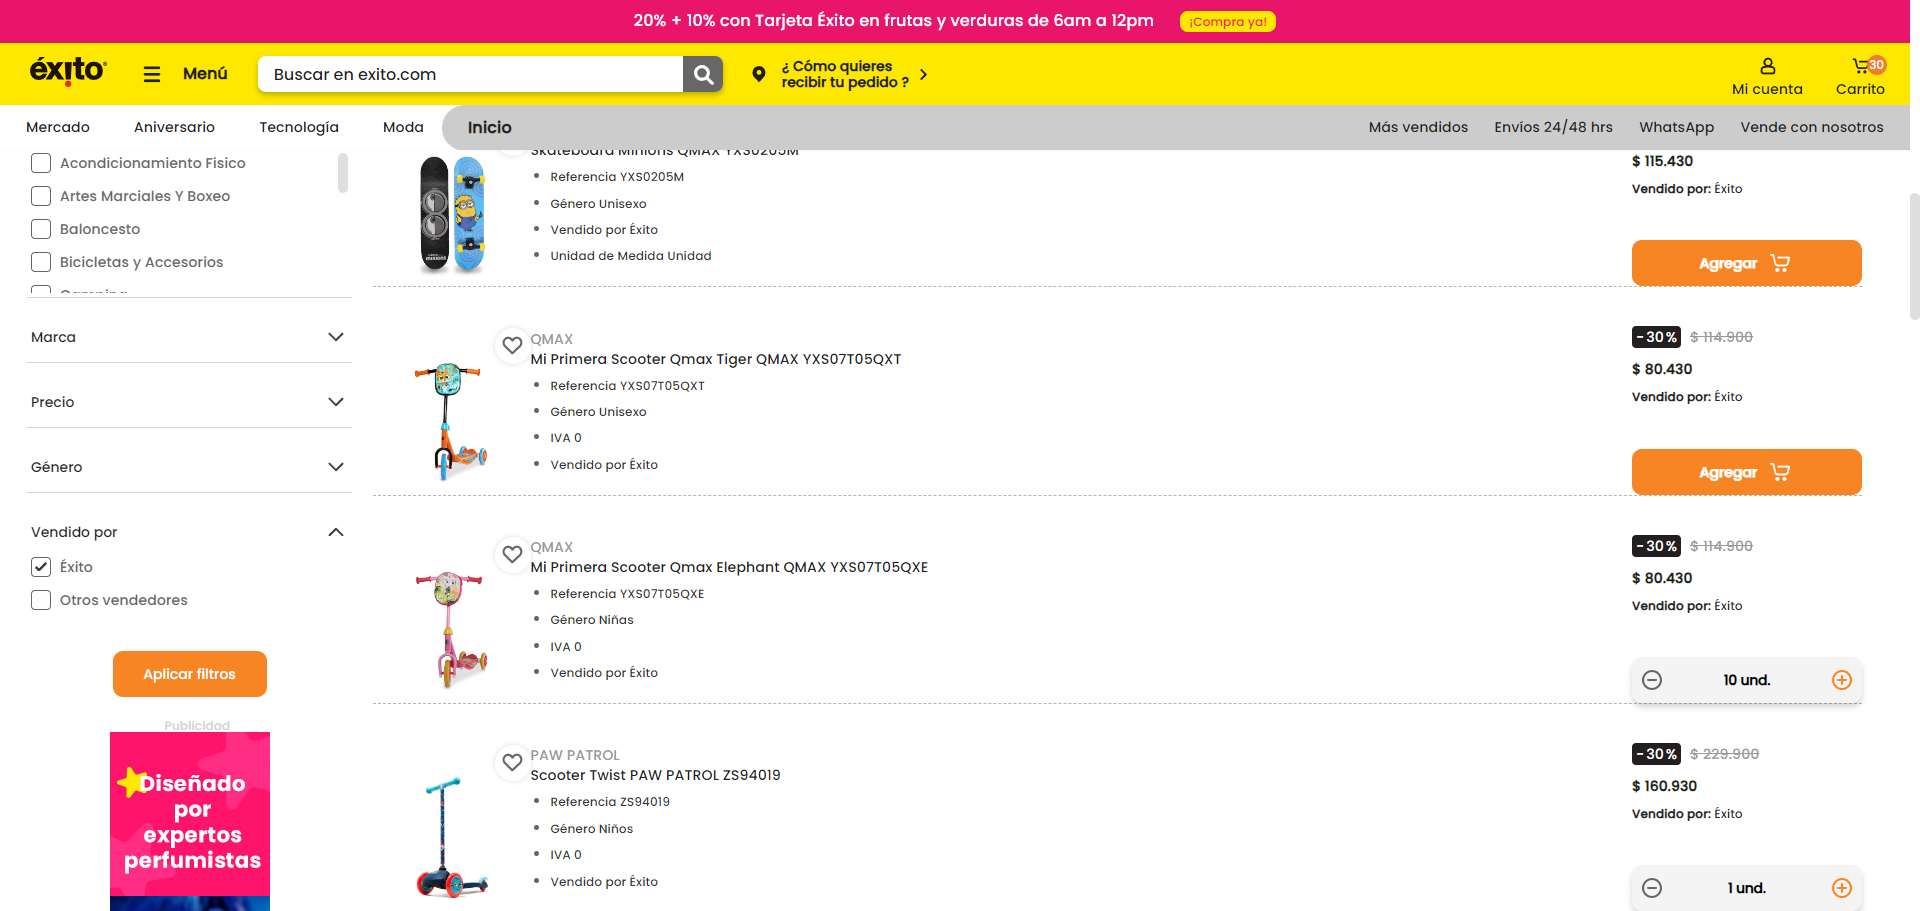 20% + 10% con Tarjeta Éxito en frutas y verduras de 6am a 12pm
¡Compra ya!
éxito
Menú
Buscar en exito.com
¿ Cómo quieres
recibir tu pedido ?
Mi cuenta
30
Carrito
Mercado
Aniversario
Tecnología
Moda
Inicio
Más vendidos
Envíos 24/48 hrs
WhatsApp
Vende con nosotros
Acondicionamiento Fisico
Artes Marciales Y Boxeo
Baloncesto
Bicicletas y Accesorios
Camping
Marca
Precio
Género
Vendido por
Éxito
Otros vendedores
Aplicar filtros
Publicidad
Diseñado
por
expertos
perfumistas
Skateboard Minions QMAX YXS0205M
Referencia YXS0205M
Género Unisexo
Vendido por Éxito
Unidad de Medida Unidad
$ 115.430
Vendido por: Éxito
Agregar
QMAX
Mi Primera Scooter Qmax Tiger QMAX YXS07T05QXT
Referencia YXS07T05QXT
Género Unisexo
IVA 0
Vendido por Éxito
-30% $ 114.900
$ 80.430
Vendido por: Éxito
Agregar
QMAX
Mi Primera Scooter Qmax Elephant QMAX YXS07T05QXE
Referencia YXS07T05QXE
Género Niñas
IVA 0
Vendido por Éxito
-30% $ 114.900
$ 80.430
Vendido por: Éxito
10 und.
PAW PATROL
Scooter Twist PAW PATROL ZS94019
Referencia ZS94019
Género Niños
IVA 0
Vendido por Éxito
-30% $ 229.900
$ 160.930
Vendido por: Éxito
1 und.